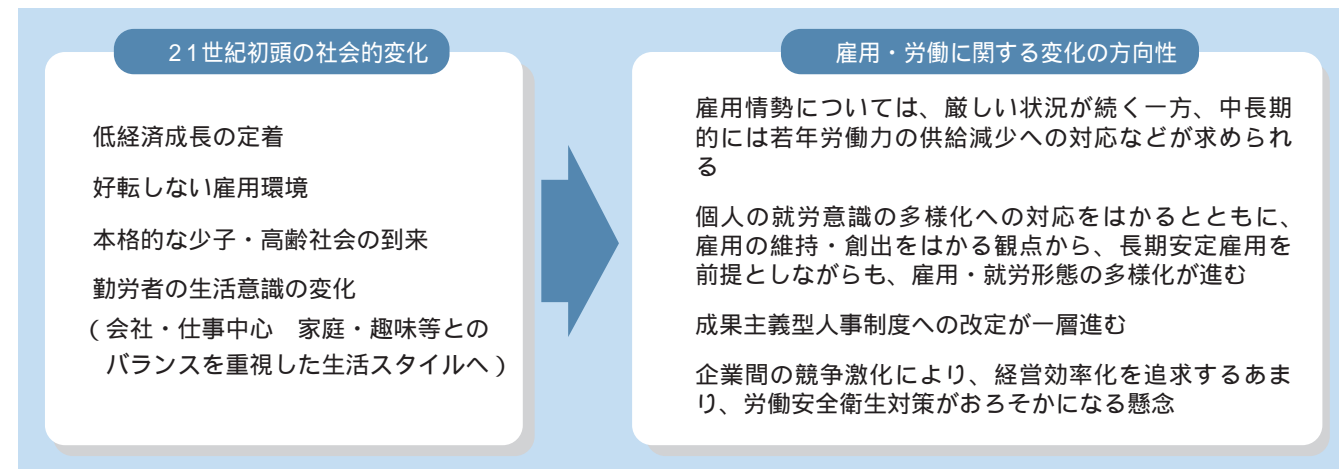 21世紀初頭の社会的変化
低経済成長の定着
好転しない雇用環境
本格的な少子・高齢社会の到来
勤労者の生活意識の変化
(会社・仕事中心　家庭・趣味等との
バランスを重視した生活スタイルへ)
雇用・労働に関する変化の方向性
雇用情勢については、厳しい状況が続く一方、中長期
的には若年労働力の供給減少への対応などが求められ
る
個人の就労意識の多様化への対応をはかるとともに、
雇用の維持・創出をはかる観点から、長期安定雇用を
前提としながらも、雇用・就労形態の多様化が進む
成果主義型人事制度への改定が一層進む
企業間の競争激化により、経営効率化を追求するあま
り、労働安全衛生対策がおろそかになる懸念